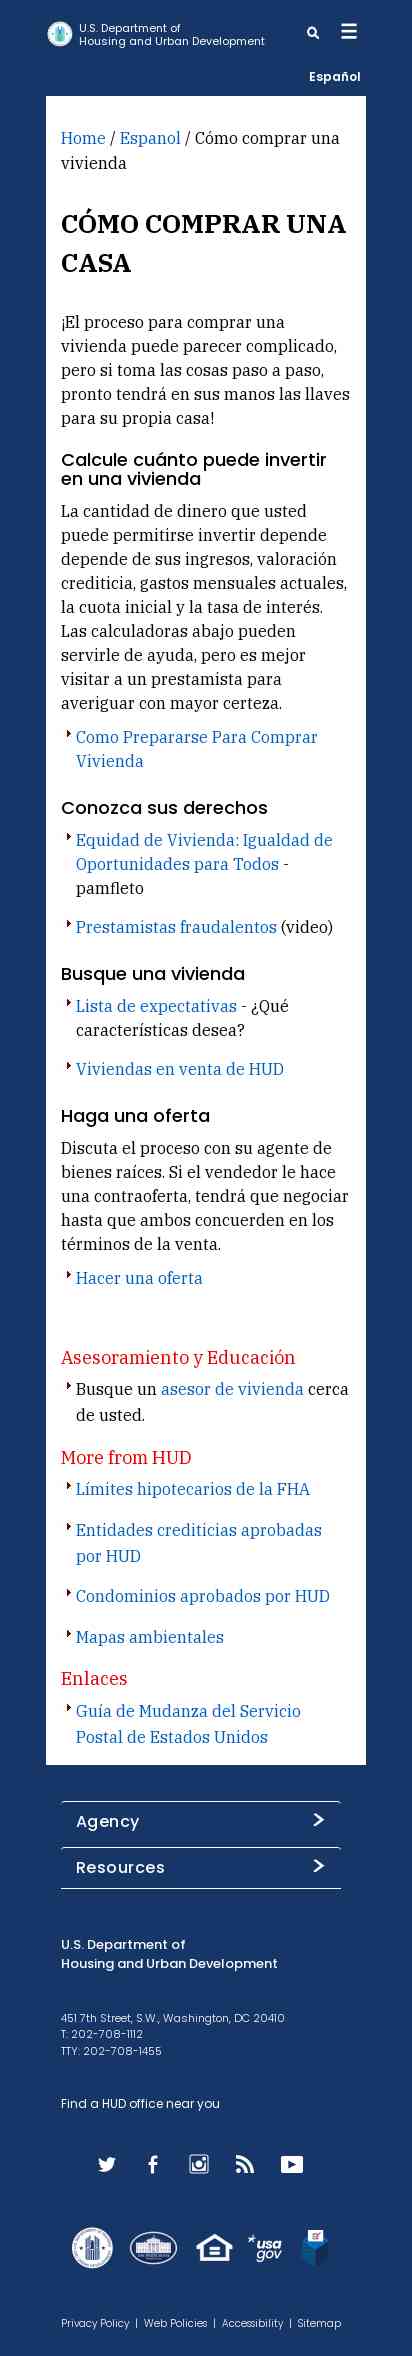 U.S. Department of
Housing and Urban Development
Español
Home / Espanol / Cómo comprar una
vivienda
CÓMO COMPRAR UNA
CASA
¡El proceso para comprar una
vivienda puede parecer complicado,
pero si toma las cosas paso a paso,
pronto tendrá en sus manos las llaves
para su propia casa!
Calcule cuánto puede invertir
en una vivienda
La cantidad de dinero que usted
puede permitirse invertir depende
depende de sus ingresos, valoración
crediticia, gastos mensuales actuales,
la cuota inicial y la tasa de interés.
Las calculadoras abajo pueden
servirle de ayuda, pero es mejor
visitar a un prestamista para
averiguar con mayor certeza.
Como Prepararse Para Comprar
Vivienda
Conozca sus derechos
Equidad de Vivienda: Igualdad de
Oportunidades para Todos -
pamfleto
Prestamistas fraudalentos (video)
Busque una vivienda
Lista de expectativas - ¿Qué
características desea?
Viviendas en venta de HUD
Haga una oferta
Discuta el proceso con su agente de
bienes raíces. Si el vendedor le hace
una contraoferta, tendrá que negociar
hasta que ambos concuerden en los
términos de la venta.
Hacer una oferta
Asesoramiento y Educación
Busque un asesor de vivienda cerca
de usted.
More from HUD
Límites hipotecarios de la FHA
Entidades crediticias aprobadas
por HUD
Condominios aprobados por HUD
Mapas ambientales
Enlaces
Guía de Mudanza del Servicio
Postal de Estados Unidos
Agency
Resources
U.S. Department of
Housing and Urban Development
451 7th Street, S.W., Washington, DC 20410
T: 202-708-1112
TTY: 202-708-1455
Find a HUD office near you
usa
gov
Privacy Policy | Web Policies | Accessibility | Sitemap